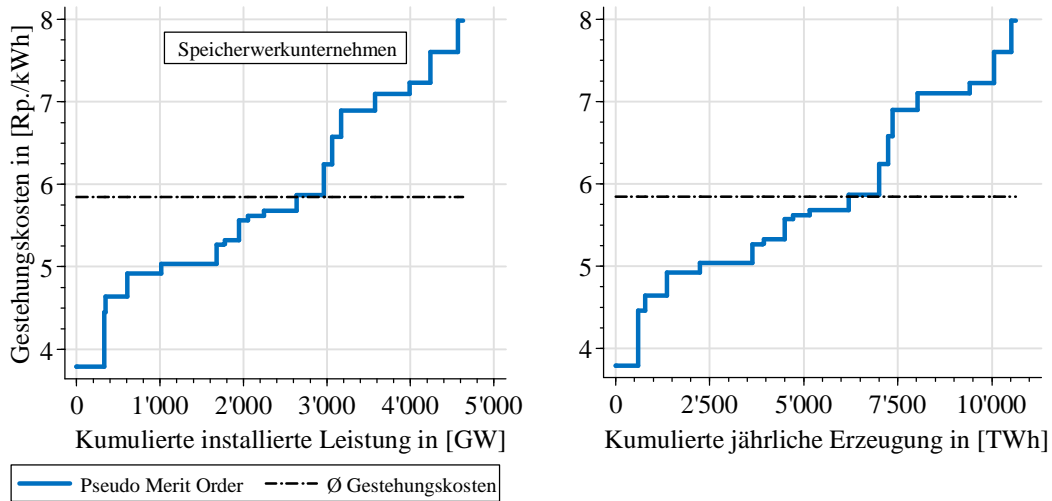 Gestehungskosten in [Rp./kWh]
8
7
6
5
4
Speicherwerkunternehmen
0 1'000 2'000 3'000 4'000 5'000
Kumulierte installierte Leistung in [GW]
8
7
6
5
4
0 2'500 5'000 7'500 10'000
Kumulierte jährliche Erzeugung in [TWh]
Pseudo Merit Order Ø Gestehungskosten